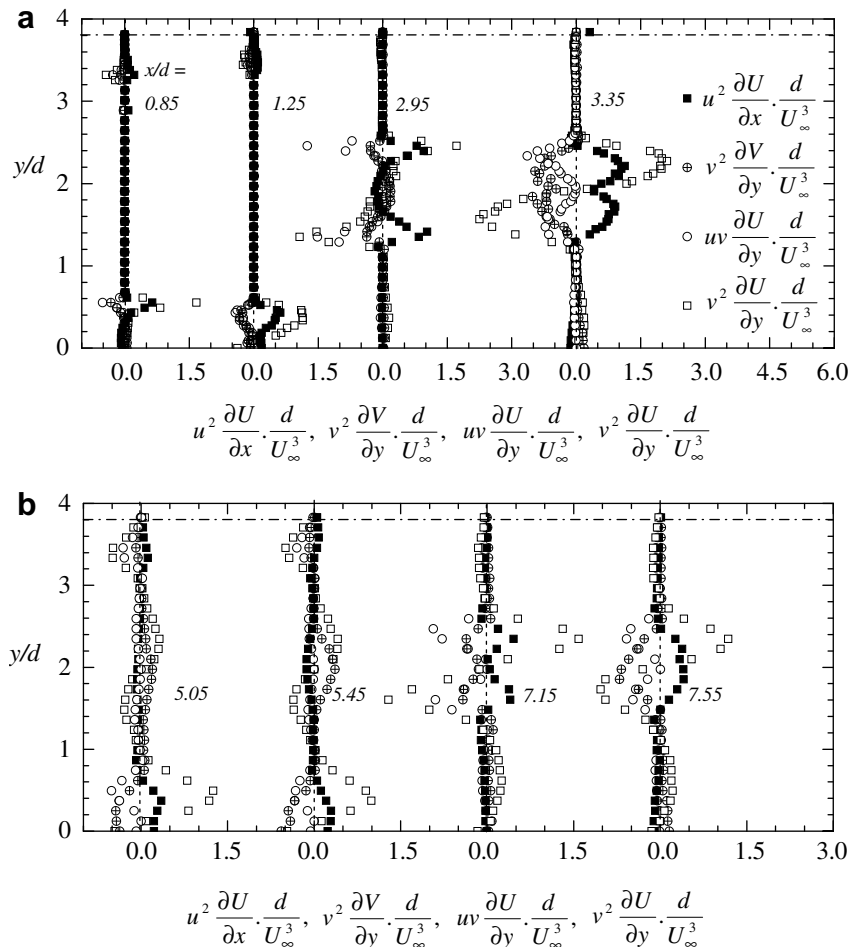 a
4
3
2
1
0
y/d
x/d =
0.85
1.25
2.95
3.35
u² ∂U/∂x . d/U∞³
v² ∂V/∂y . d/U∞³
uv ∂U/∂y . d/U∞³
v² ∂U/∂y . d/U∞³
0.0 1.5 0.0 1.5 0.0 1.5 3.0 0.0 1.5 3.0 4.5 6.0
u² ∂U/∂x . d/U∞³, v² ∂V/∂y . d/U∞³, uv ∂U/∂y . d/U∞³, v² ∂U/∂y . d/U∞³
b
4
3
2
1
0
y/d
5.05
5.45
7.15
7.55
0.0 1.5 0.0 1.5 0.0 1.5 0.0 1.5 3.0
u² ∂U/∂x . d/U∞³, v² ∂V/∂y . d/U∞³, uv ∂U/∂y . d/U∞³, v² ∂U/∂y . d/U∞³